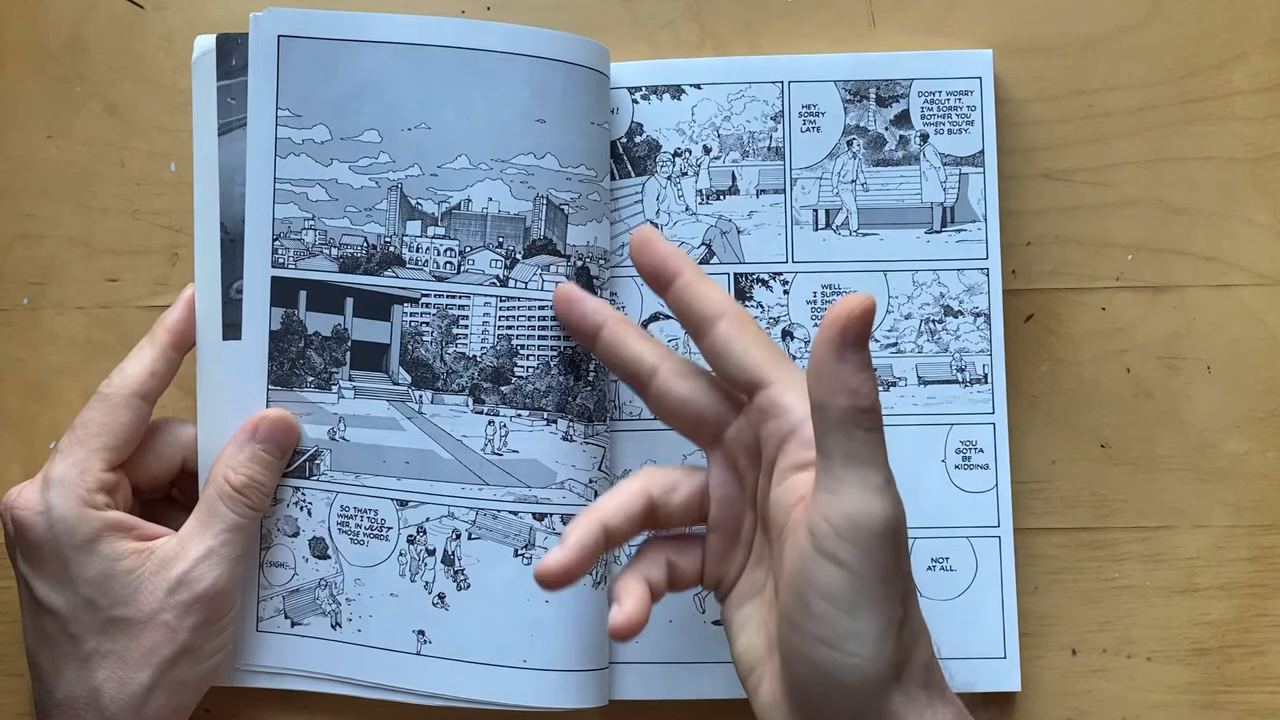 SO THAT'S
WHAT I TOLD
HER, IN JUST
THOSE WORDS,
TOO!
SIGH
HEY,
SORRY
I'M
LATE.
DON'T WORRY
ABOUT IT.
I'M SORRY TO
BOTHER YOU
WHEN YOU'RE
SO BUSY.
WELL...
I SUPPOSE
YOU
GOTTA
BE
KIDDING.
NOT
AT ALL.